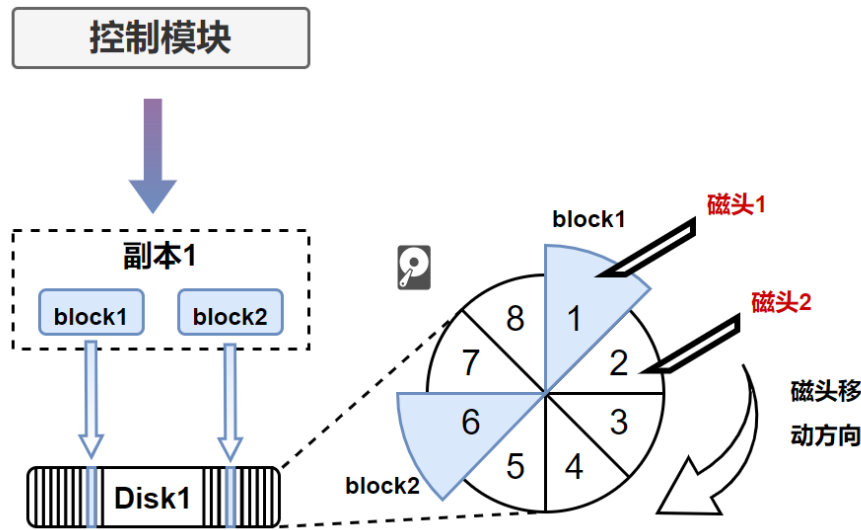 控制模块
副本1
block1
block2
Disk1
block1
磁头1
磁头2
8
1
7
2
6
3
5
4
block2
磁头移
动方向